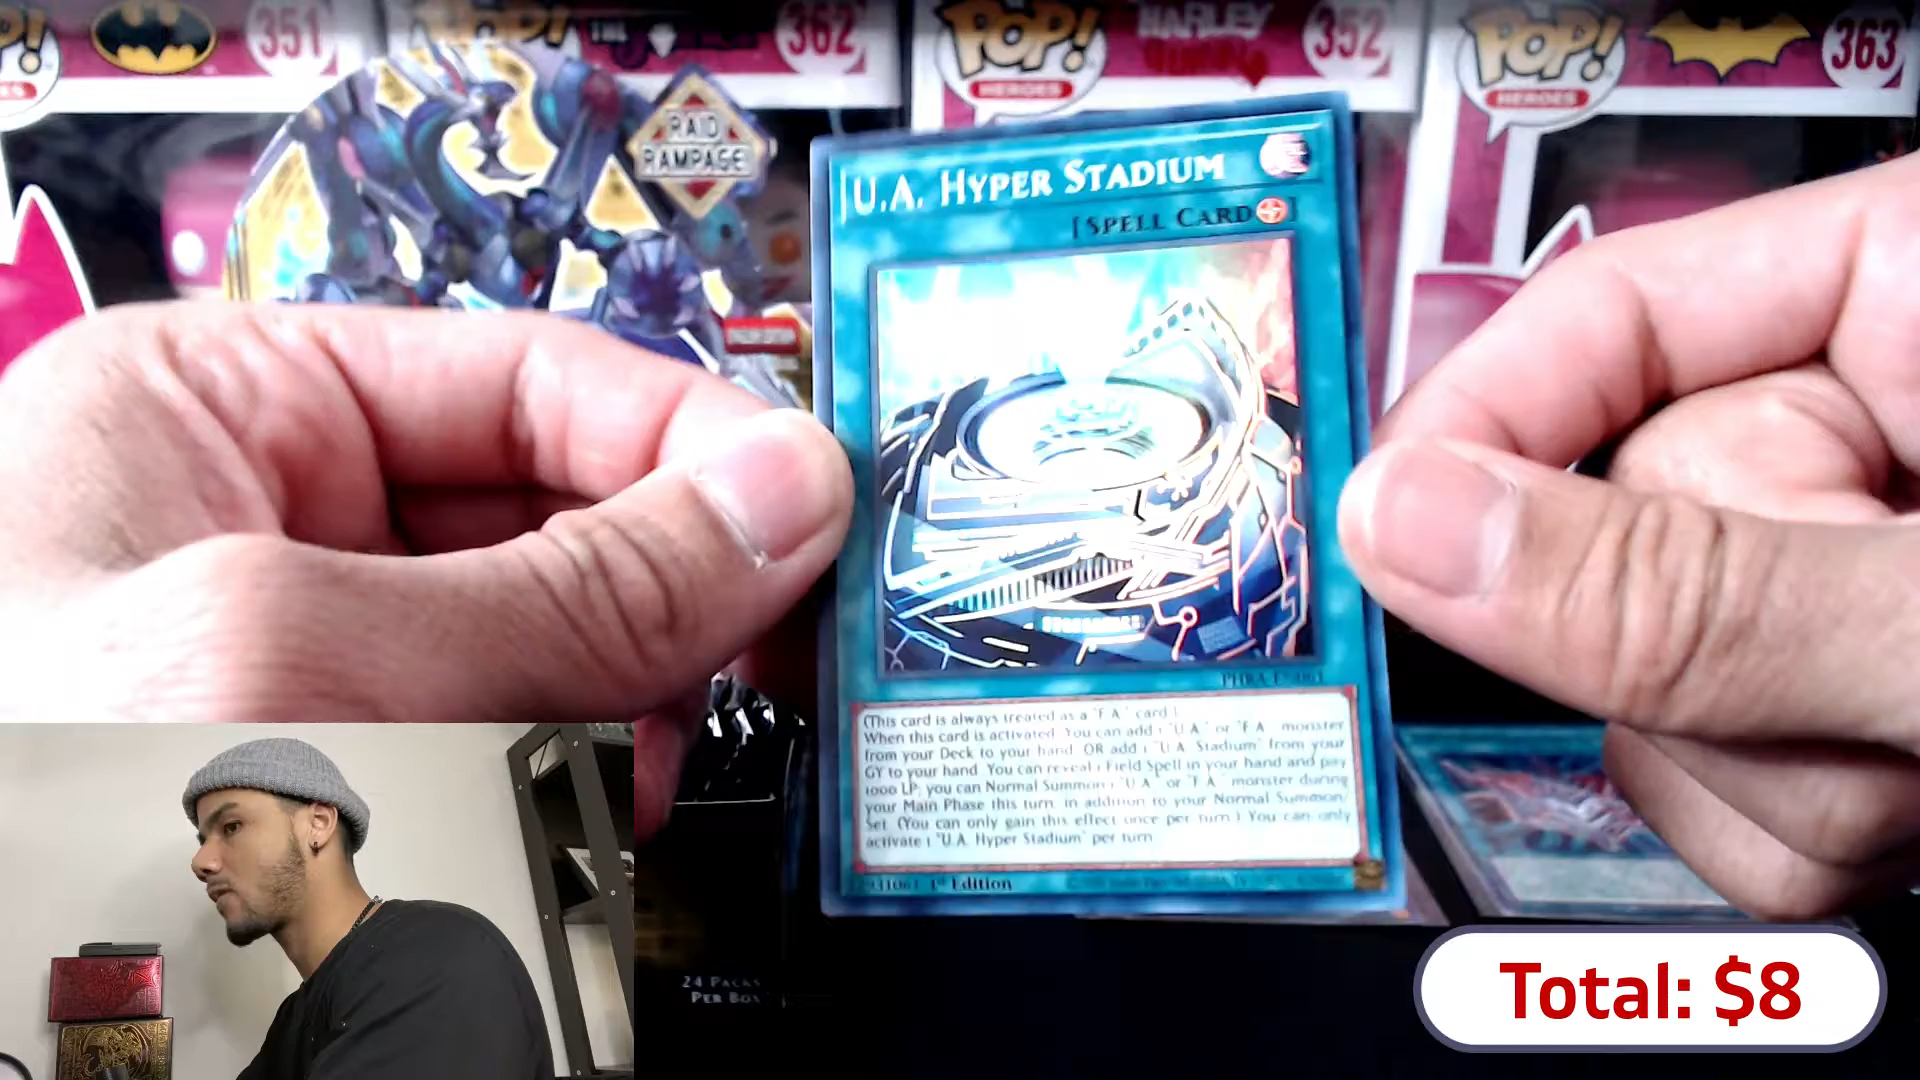 351
POP!
THE
362
POP!
HEROES
HARLEY
352
POP!
HEROES
363
RAID
RAMPAGE
U.A. HYPER STADIUM
[SPELL CARD]
PHRA-EN061
(This card is always treated as a "F.A." card.)
When this card is activated: You can add 1 "U.A." or "F.A." monster
from your Deck to your hand, OR add 1 "U.A. Stadium" from your
GY to your hand. You can reveal 1 Field Spell in your hand and pay
1000 LP; you can Normal Summon 1 "U.A." or "F.A." monster during
your Main Phase this turn, in addition to your Normal Summon/
Set. (You can only gain this effect once per turn.) You can only
activate 1 "U.A. Hyper Stadium" per turn.
1st Edition
24 PACKS
PER BOX
Total: $8